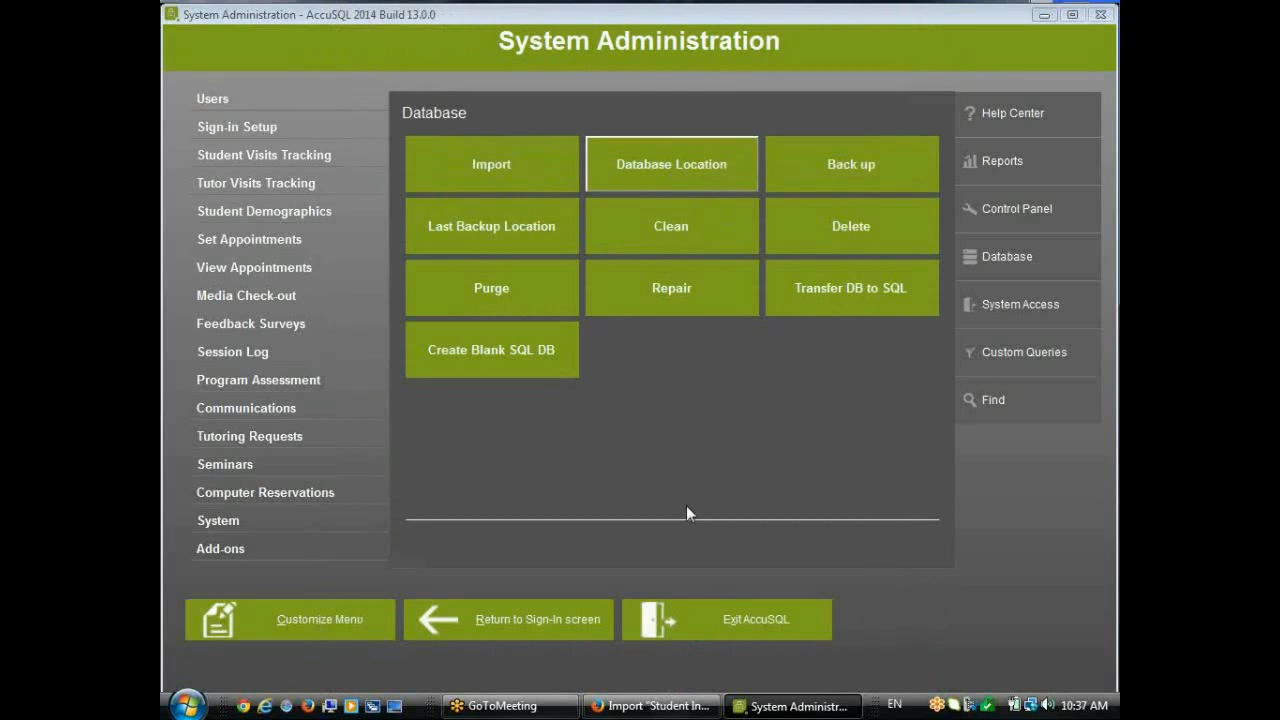 System Administration - AccuSQL 2014 Build 13.0.0
System Administration
Users
Sign-in Setup
Student Visits Tracking
Tutor Visits Tracking
Student Demographics
Set Appointments
View Appointments
Media Check-out
Feedback Surveys
Session Log
Program Assessment
Communications
Tutoring Requests
Seminars
Computer Reservations
System
Add-ons
Database
Import
Database Location
Back up
Last Backup Location
Clean
Delete
Purge
Repair
Transfer DB to SQL
Create Blank SQL DB
Help Center
Reports
Control Panel
Database
System Access
Custom Queries
Find
Customize Menu
Return to Sign-In screen
Exit AccuSQL
GoToMeeting
Import "Student In...
System Administr...
EN
10:37 AM